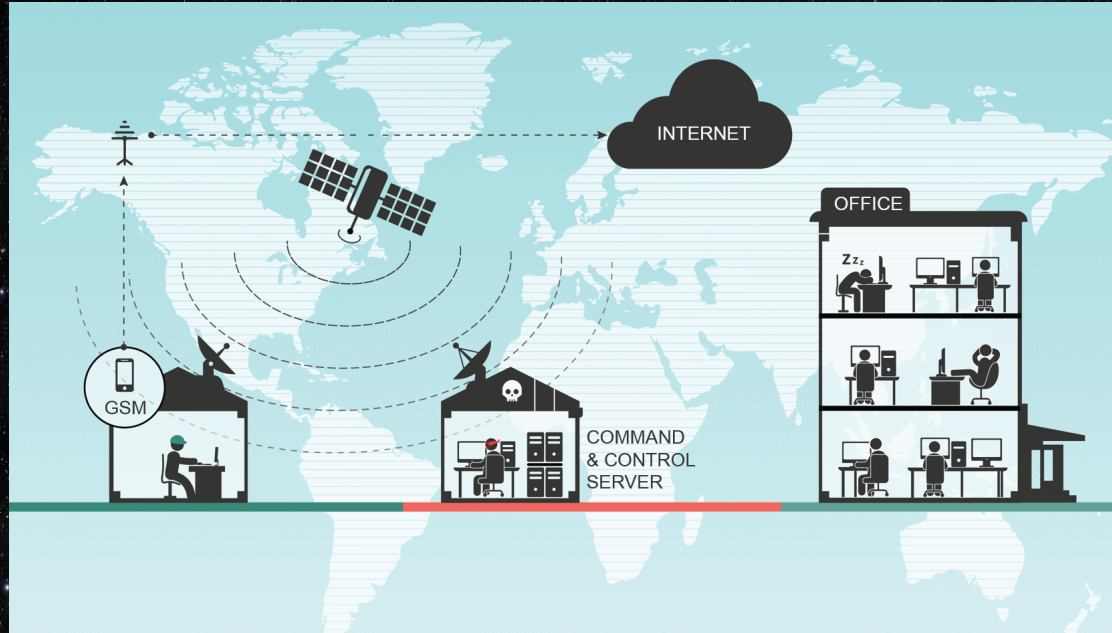 INTERNET
OFFICE
Zzz
GSM
COMMAND
& CONTROL
SERVER